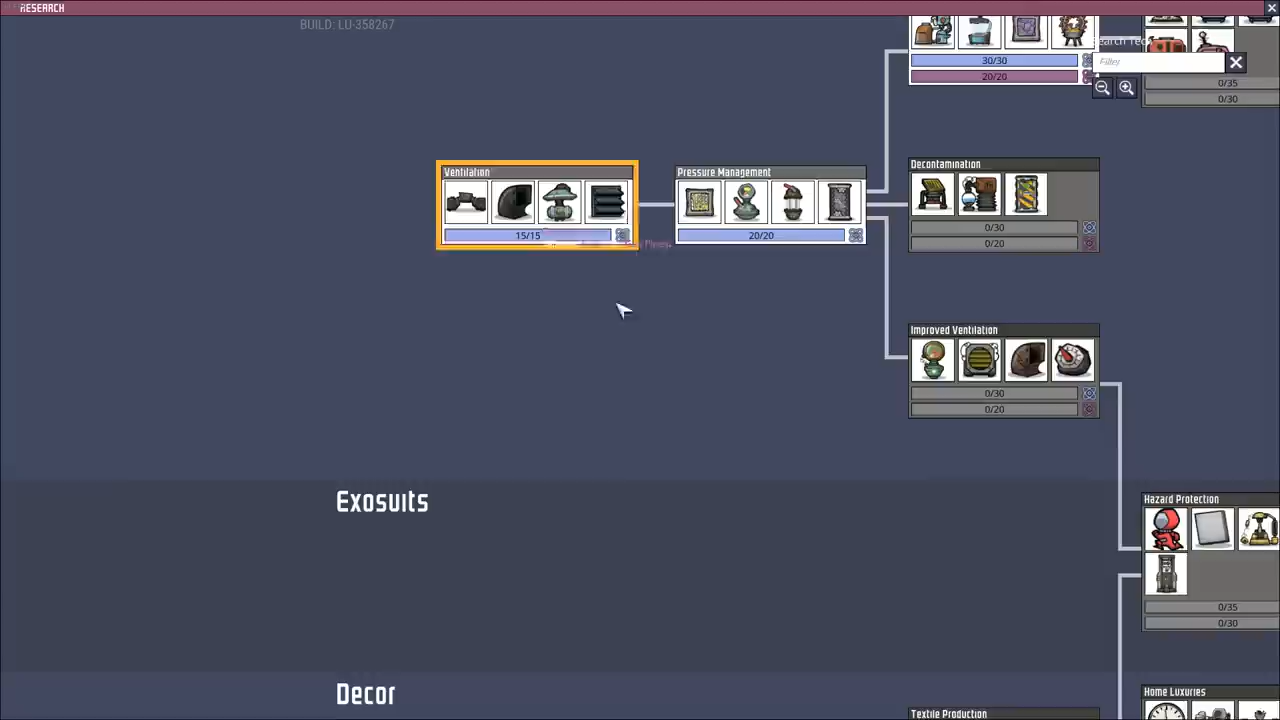 RESEARCH
BUILD: LU-358267
30/30
20/20
Filter
0/35
0/30
Ventilation
15/15
Pressure Management
20/20
Decontamination
0/30
0/20
Improved Ventilation
0/30
0/20
Exosuits
Hazard Protection
0/35
0/30
Decor
Home Luxuries
Textile Production